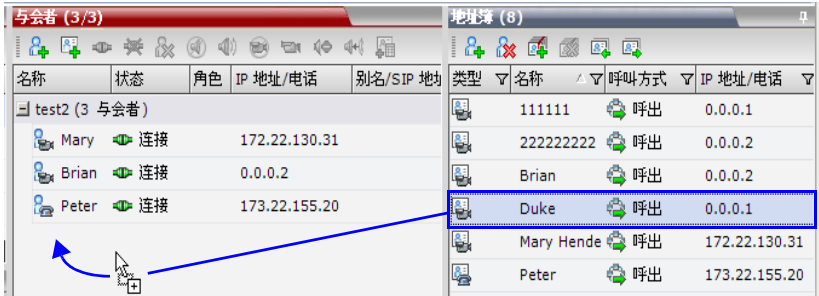 与会者 (3/3)
名称 状态 角色 IP 地址/电话 别名/SIP 地址
test2 (3 与会者)
Mary 连接 172.22.130.31
Brian 连接 0.0.0.2
Peter 连接 173.22.155.20
地址簿 (8)
类型 名称 呼叫方式 IP 地址/电话
111111 呼出 0.0.0.1
222222222 呼出 0.0.0.2
Brian 呼出 0.0.0.2
Duke 呼出 0.0.0.1
Mary Hende 呼出 172.22.130.31
Peter 呼出 173.22.155.20